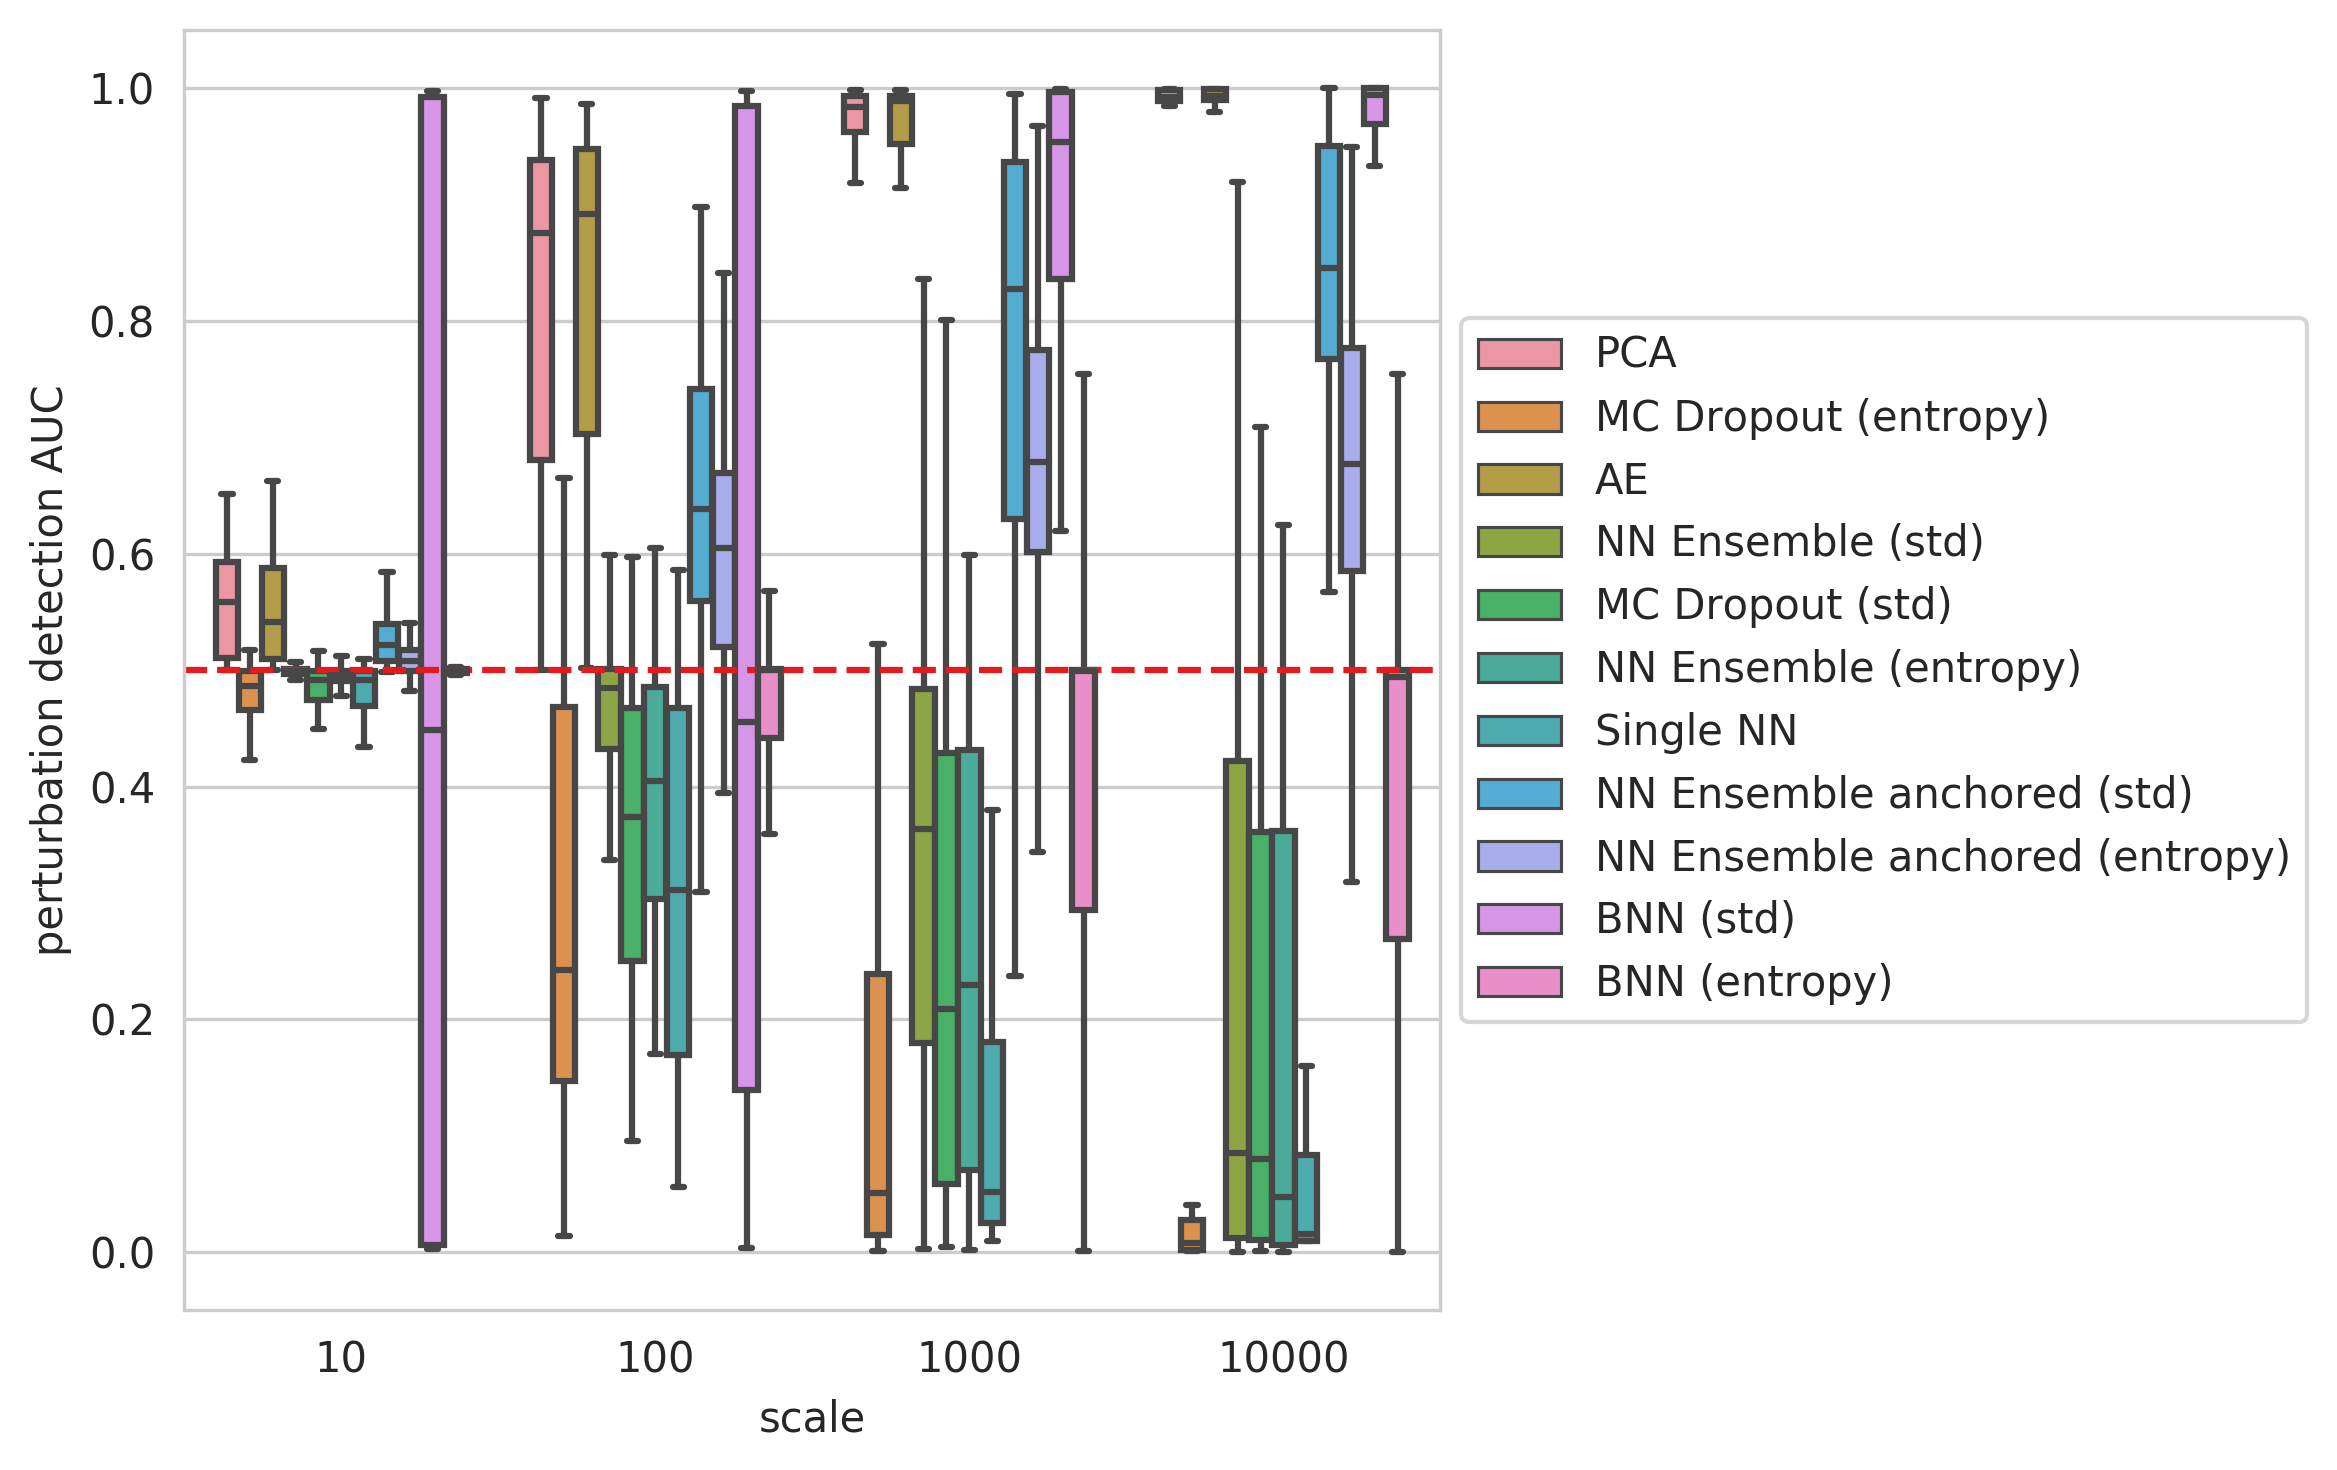 1.0
0.8
0.6
0.4
0.2
0.0
perturbation detection AUC
10
100
1000
10000
scale
PCA
MC Dropout (entropy)
AE
NN Ensemble (std)
MC Dropout (std)
NN Ensemble (entropy)
Single NN
NN Ensemble anchored (std)
NN Ensemble anchored (entropy)
BNN (std)
BNN (entropy)